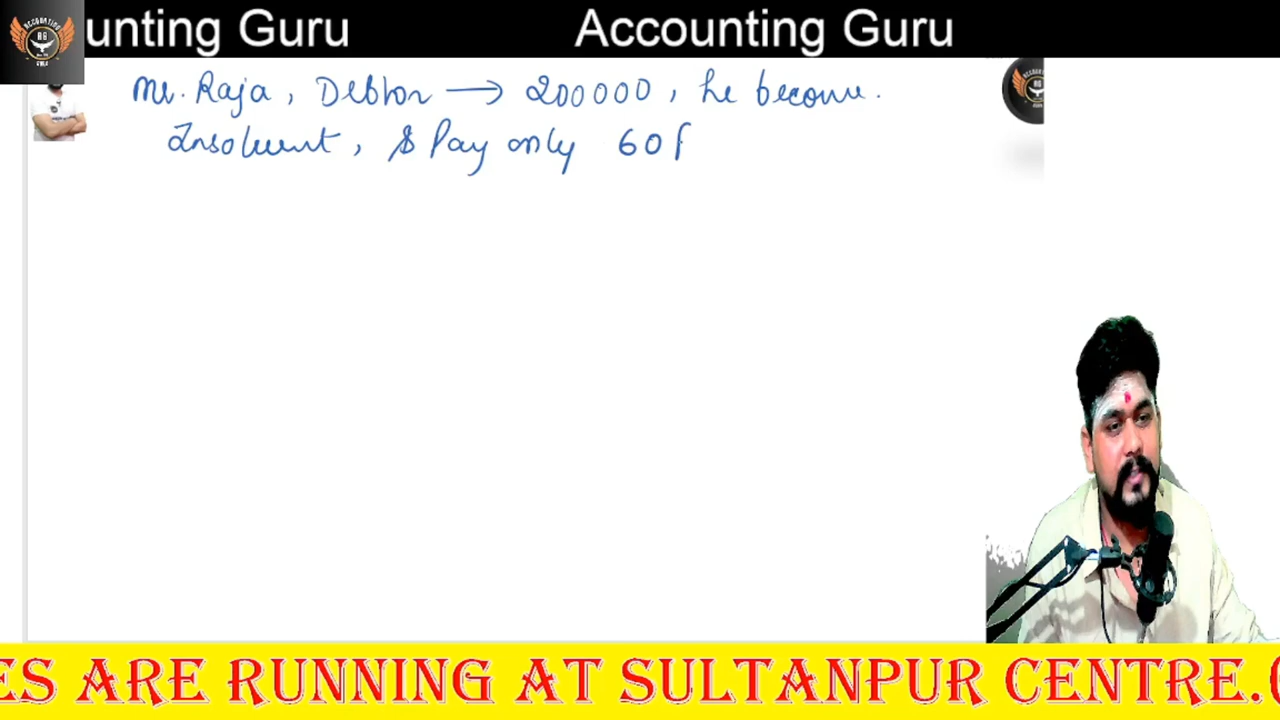 unting Guru Accounting Guru
Mr. Raja, Debtor → 200000, he become.
Insolvent, & Pay only 60 P
ES ARE RUNNING AT SULTANPUR CENTRE.(